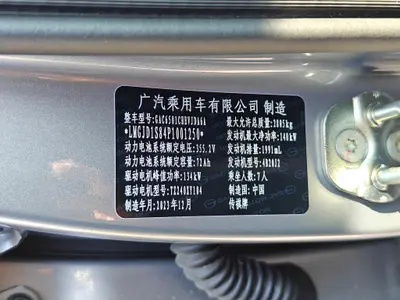 广汽乘用车有限公司 制造
整车型号: GAC6501CHEVJD66A 最大允许总质量: 2805kg
*LMGJD1S84P1001250* 发动机最大净功率: 140kW
动力电池系统额定电压: 355.2V 发动机排量: 1991mL
动力电池系统额定容量: 72Ah 发动机型号: 4B20J2
驱动电机峰值功率: 134kW 乘坐人数: 7人
驱动电机型号: TZ240XY104 制造国: 中国
制造年月: 2023年12月 传祺牌